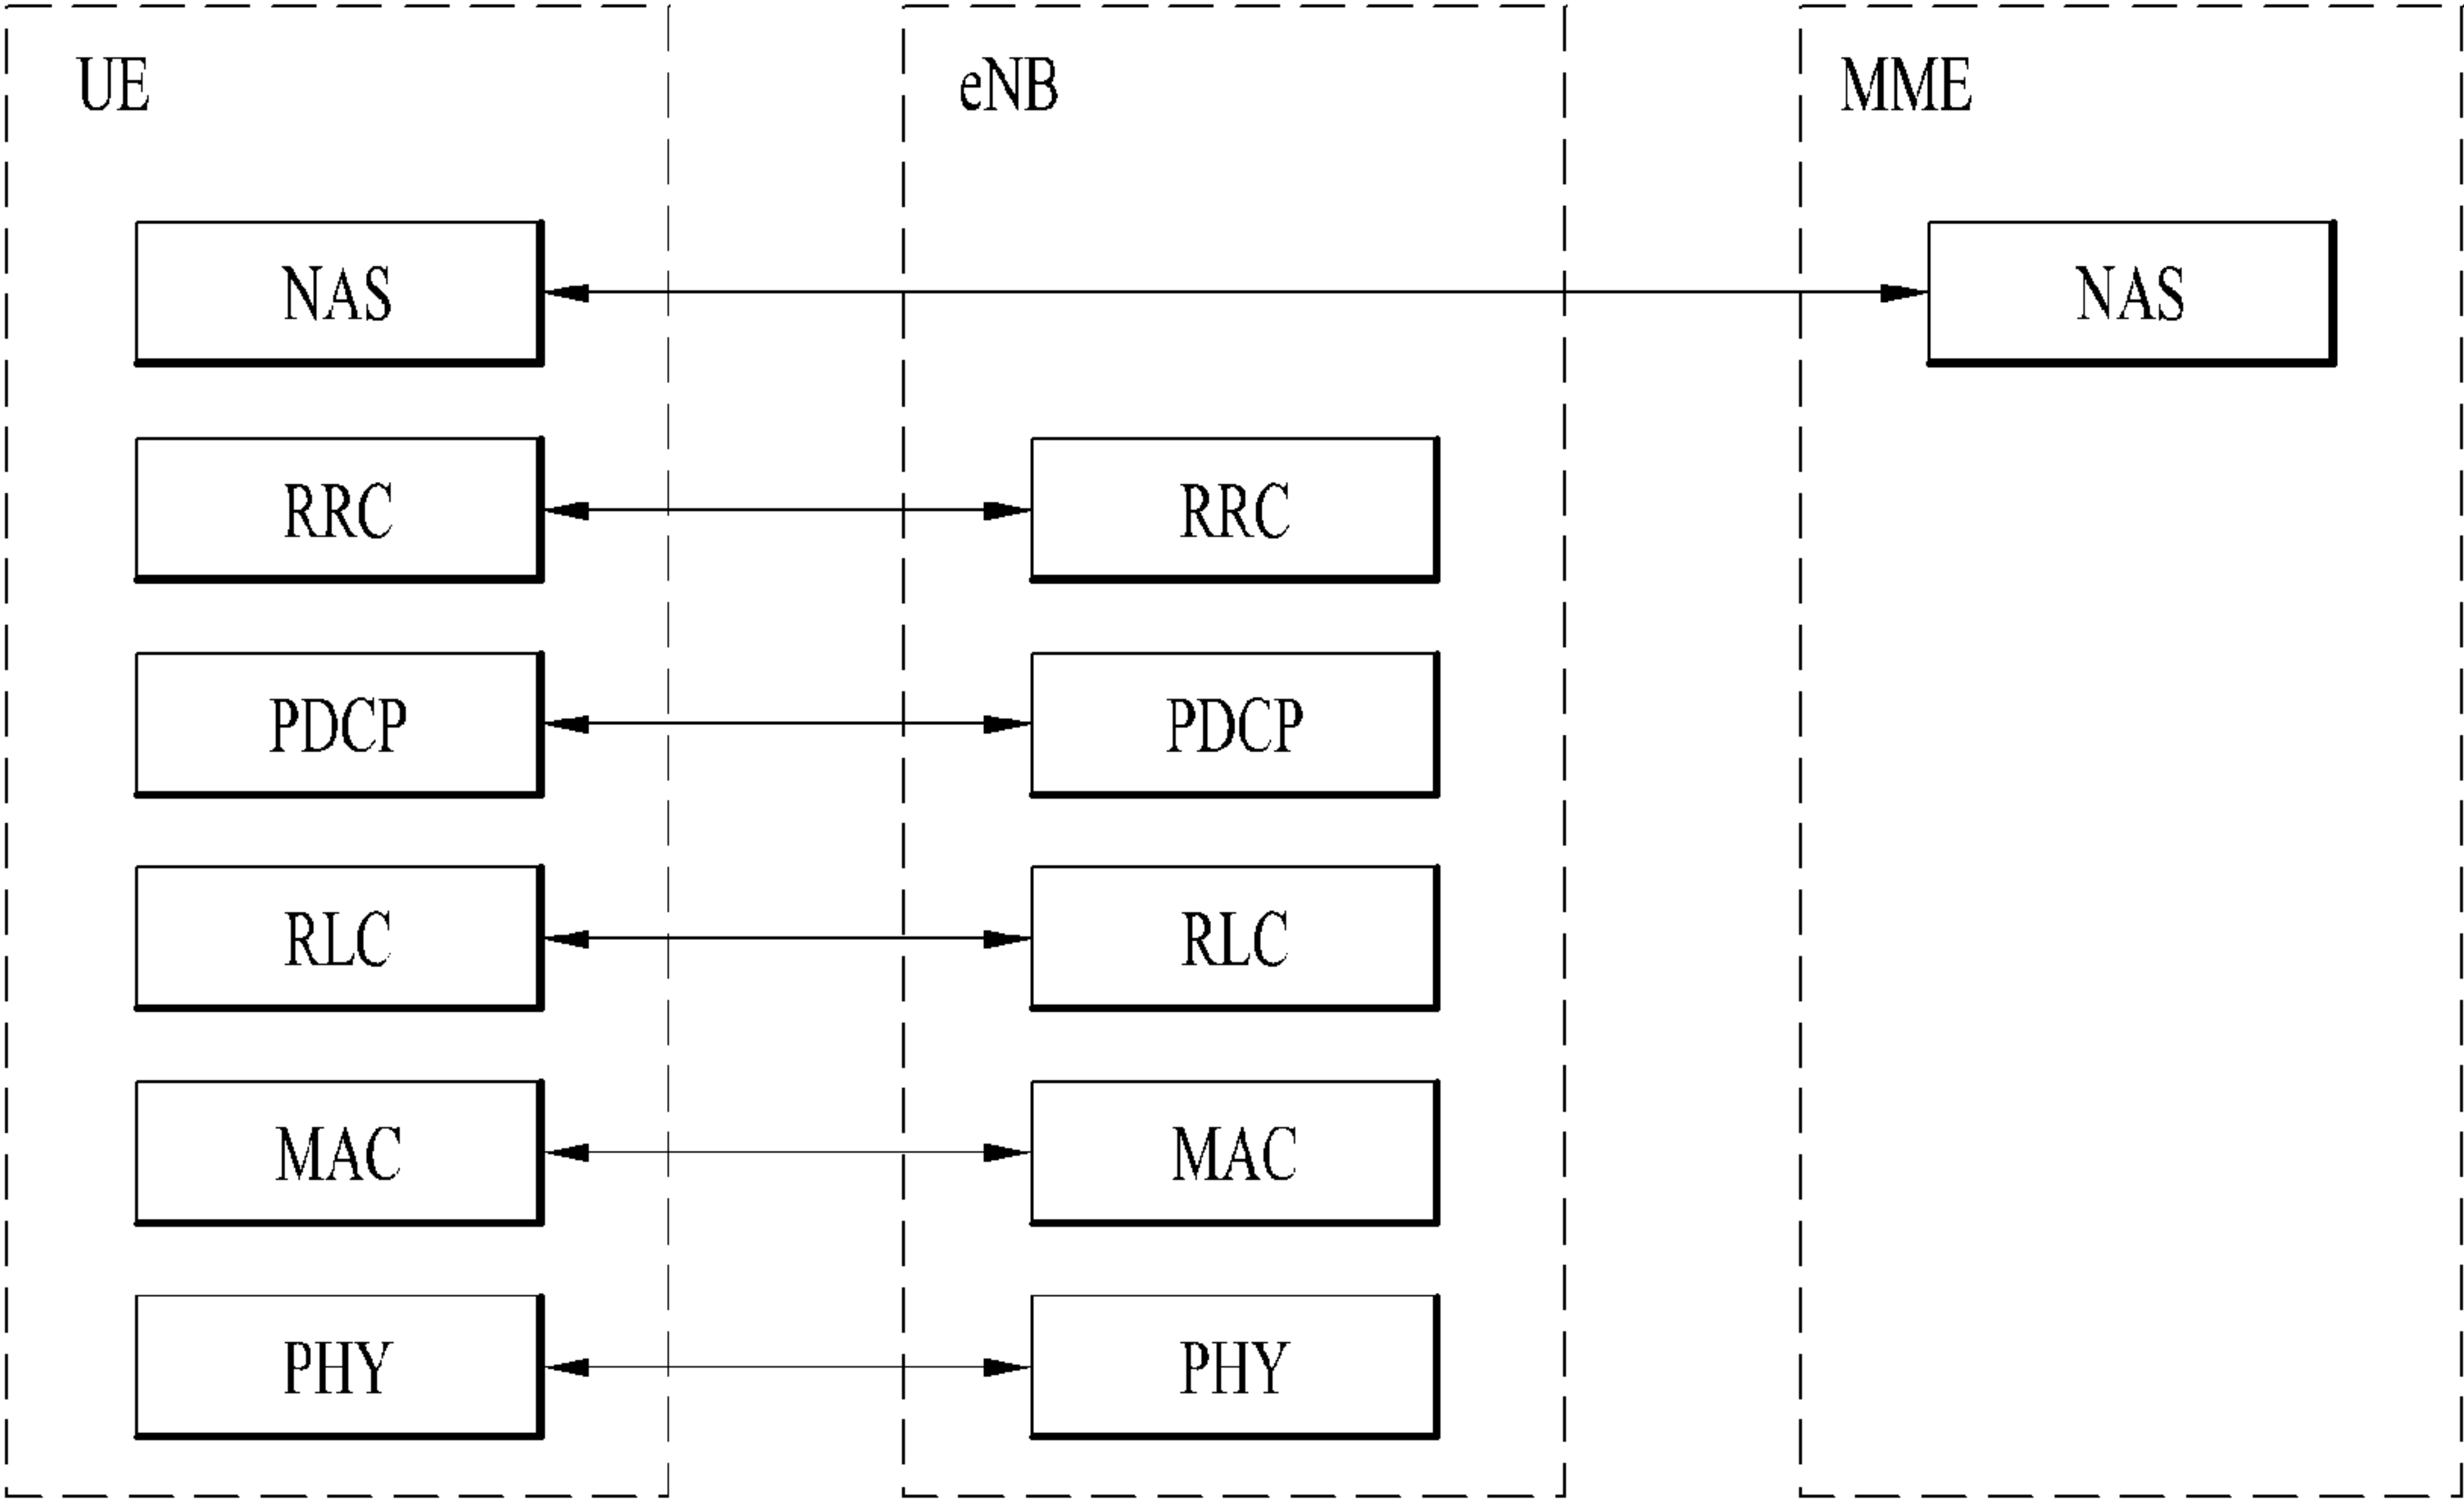 UE
eNB
MME
NAS
NAS
RRC
RRC
PDCP
PDCP
RLC
RLC
MAC
MAC
PHY
PHY